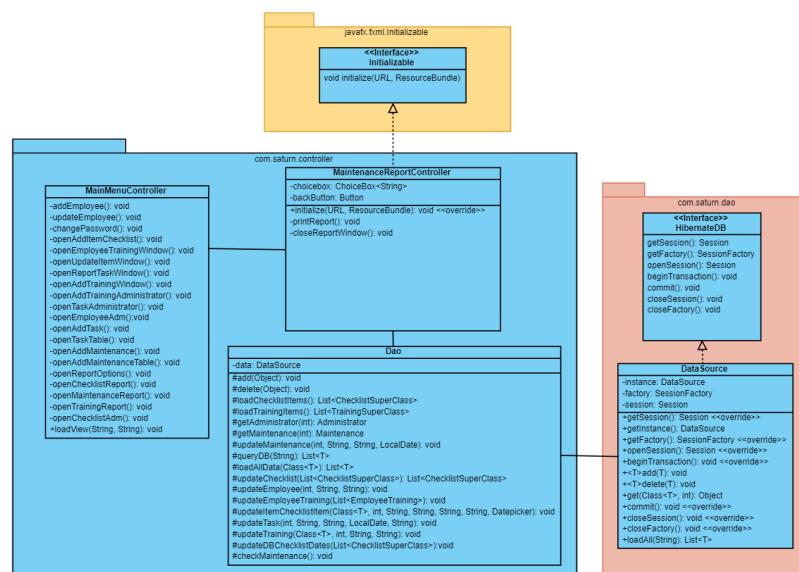 javafx.fxml.Initializable
<<Interface>>
Initializable
void initialize(URL, ResourceBundle)
com.saturn.controller
MainMenuController
-addEmployee(): void
-updateEmployee(): void
-changePassword(): void
-openAddItemChecklist(): void
-openEmployeeTrainingWindow(): void
-openUpdateItemWindow(): void
-openReportTaskWindow(): void
-openAddTrainingWindow(): void
-openAddTrainingAdministrator(): void
-openTaskAdministrator(): void
-openEmployeeAdm():void
-openAddTask(): void
-openTaskTable(): void
-openAddMaintenance(): void
-openAddMaintenanceTable(): void
-openReportOptions(): void
-openChecklistReport(): void
-openMaintenanceReport(): void
-openTrainingReport(): void
-openChecklistAdm(): void
+loadView(String, String): void
MaintenanceReportController
-choicebox: ChoiceBox<String>
-backButton: Button
+initialize(URL, ResourceBundle): void <<override>>
-printReport(): void
-closeReportWindow(): void
Dao
-data: DataSource
#add(Object): void
#delete(Object): void
#loadChecklistItems(): List<ChecklistSuperClass>
#loadTrainingItems(): List<TrainingSuperClass>
#getAdministrator(int): Administrator
#getMaintenance(int): Maintenance
#updateMaintenance(int, String, String, LocalDate): void
#queryDB(String): List<T>
#loadAllData(Class<T>): List<T>
#updateChecklist(List<ChecklistSuperClass>): List<ChecklistSuperClass>
#updateEmployee(int, String, String): void
#updateEmployeeTraining(List<EmployeeTraining>): void
#updateItemChecklistItem(Class<T>, int, String, String, String, String, Datepicker): void
#updateTask(int, String, String, LocalDate, String): void
#updateTraining(Class<T>, int, String, String): void
#updateDBChecklistDates(List<ChecklistSuperClass>):void
#checkMaintenance(): void
com.saturn.dao
<<Interface>>
HibernateDB
getSession(): Session
getFactory(): SessionFactory
openSession(): Session
beginTransaction(): void
commit(): void
closeSession(): void
closeFactory(): void
DataSource
-instance: DataSource
-factory: SessionFactory
-session: Session
+getSession(): Session <<override>>
+getInstance(): DataSource
+getFactory(): SessionFactory <<override>>
+openSession(): Session <<override>>
+beginTransaction(): void <<override>>
+<T>add(T): void
+<T>delete(T): void
+get(Class<T>, int): Object
+commit(): void <<override>>
+closeSession(): void <<override>>
+closeFactory(): void <<override>>
+loadAll(String): List<T>